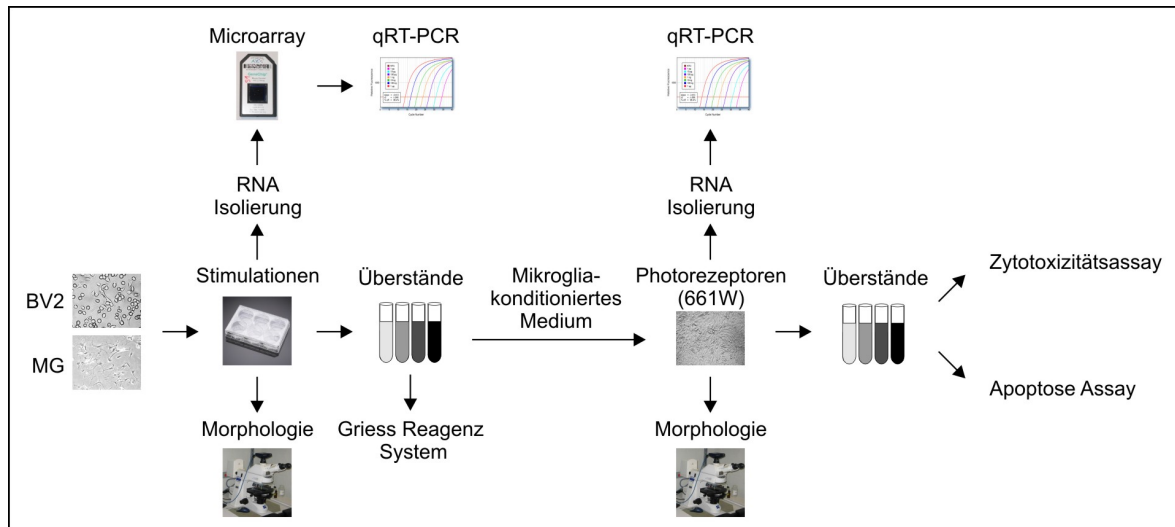 Microarray
qRT-PCR
qRT-PCR
RNA
Isolierung
RNA
Isolierung
BV2
MG
Stimulationen
Überstände
Mikroglia-
konditioniertes
Medium
Photorezeptoren
(661W)
Überstände
Zytotoxizitätsassay
Apoptose Assay
Morphologie
Griess Reagenz
System
Morphologie